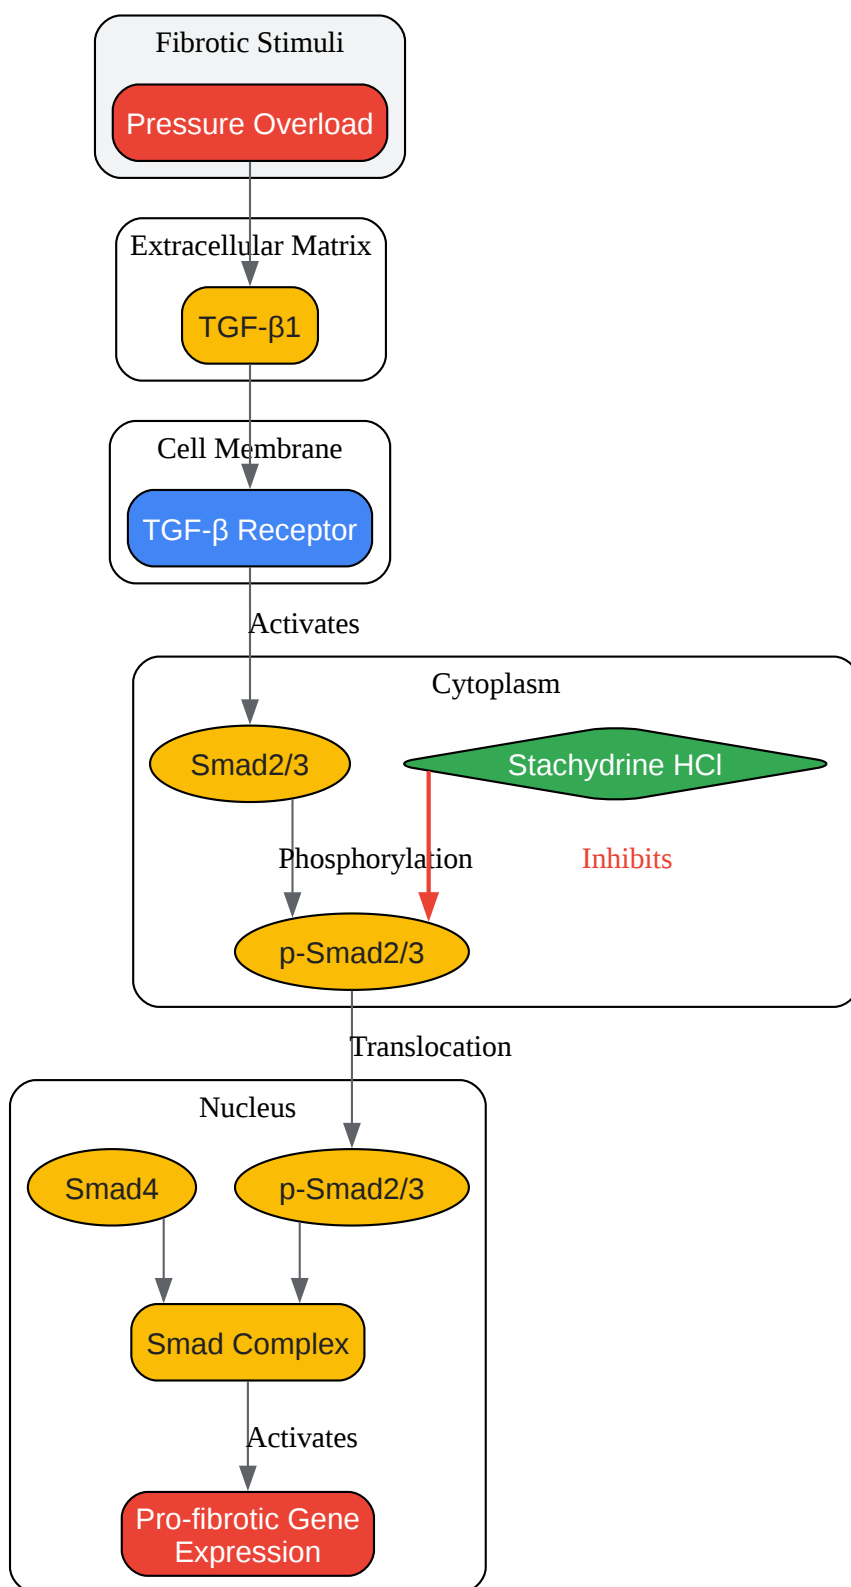 Fibrotic Stimuli
Pressure Overload
Extracellular Matrix
TGF-β1
Cell Membrane
TGF-β Receptor
Activates
Cytoplasm
Smad2/3
Stachydrine HCl
Phosphorylation
Inhibits
p-Smad2/3
Translocation
Nucleus
Smad4
p-Smad2/3
Smad Complex
Activates
Pro-fibrotic Gene
Expression